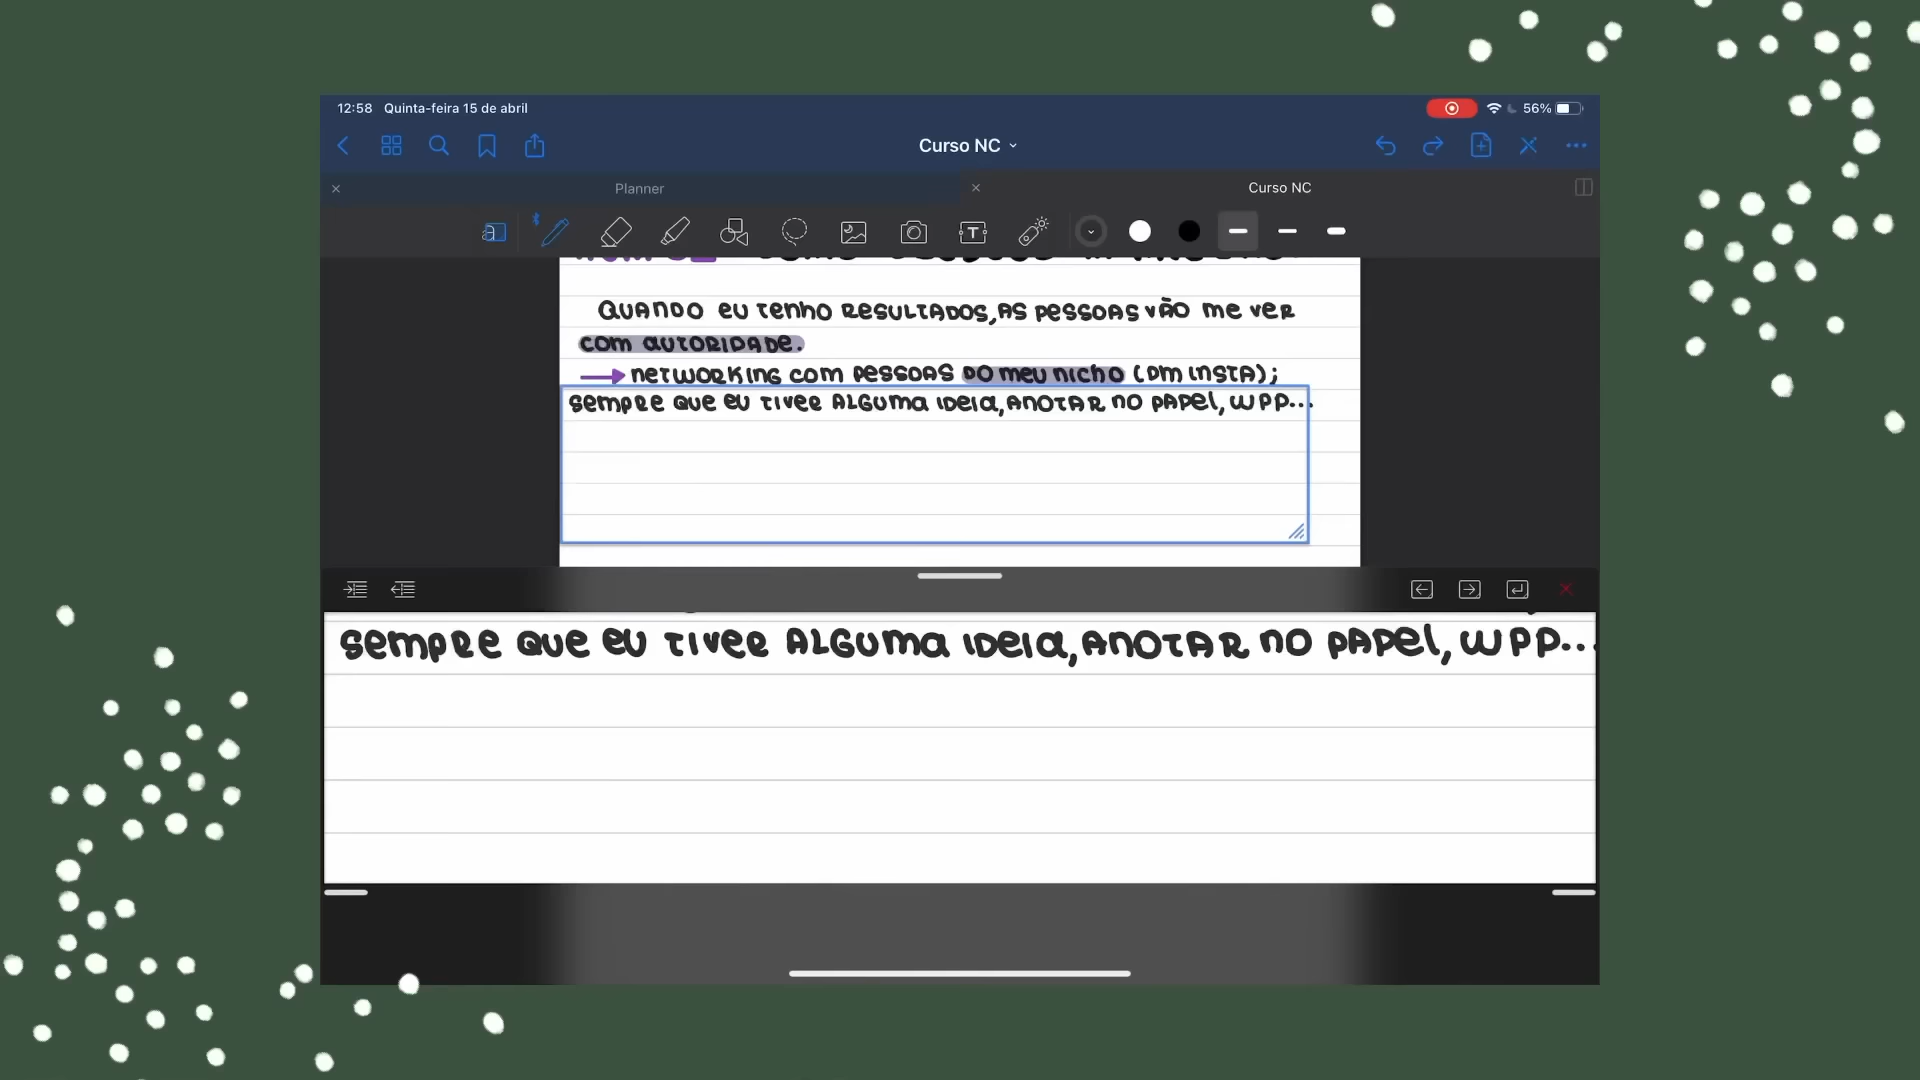 12:58 Quinta-feira 15 de abril 56%
Curso NC
Planner Curso NC
QUANDO EU TENHO RESULTADOS, AS PESSOAS VÃO ME VER
COM AUTORIDADE.
NETWORKING COM PESSOAS DO MEU NICHO (DM INSTA);
SEMPRE QUE EU TIVER ALGUMA IDEIA, ANOTAR NO PAPEL, WPP...
SEMPRE QUE EU TIVER ALGUMA IDEIA, ANOTAR NO PAPEL, WPP...